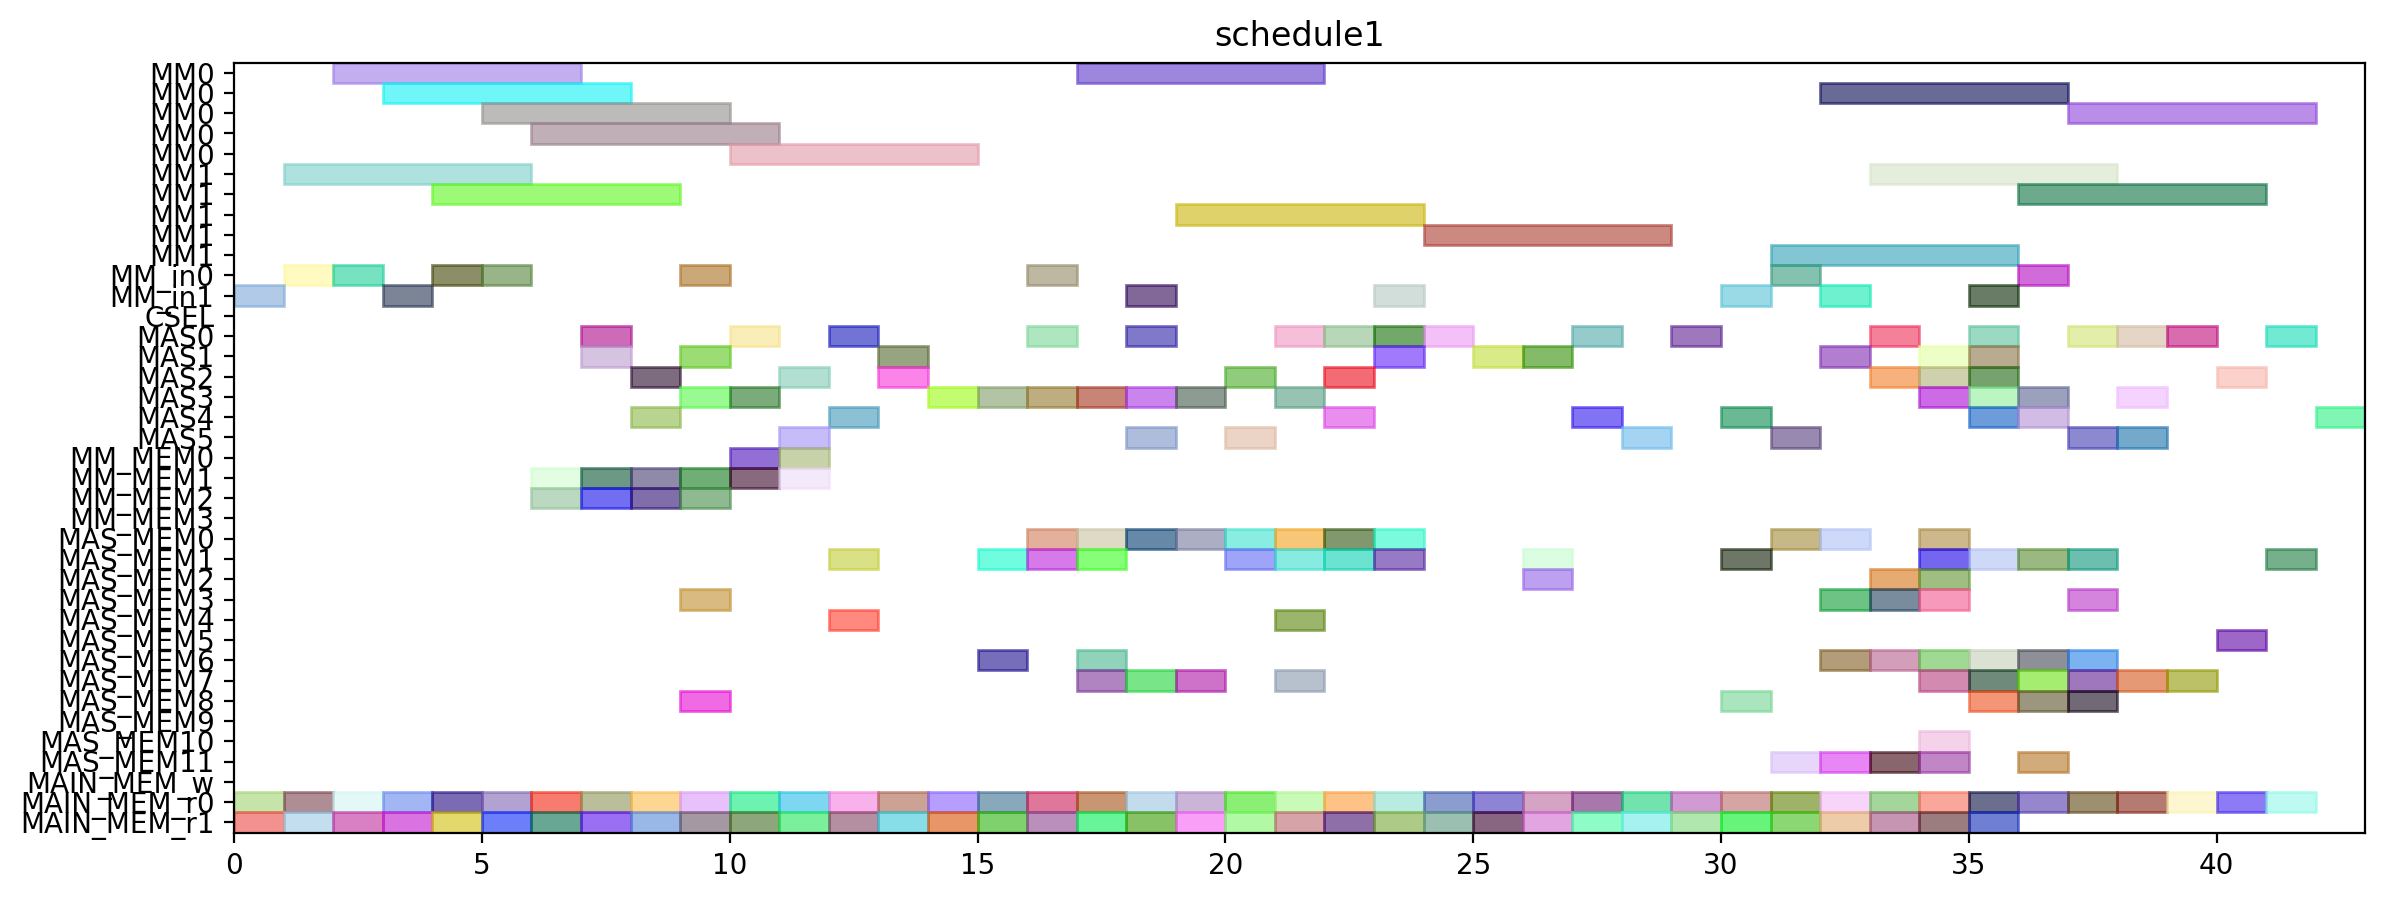 schedule1
MM0
MM0
MM0
MM0
MM0
MM1
MM1
MM1
MM1
MM1
MM_in0
MM_in1
CSEL
MAS0
MAS1
MAS2
MAS3
MAS4
MAS5
MM_MEM0
MM_MEM1
MM_MEM2
MM_MEM3
MAS_MEM0
MAS_MEM1
MAS_MEM2
MAS_MEM3
MAS_MEM4
MAS_MEM5
MAS_MEM6
MAS_MEM7
MAS_MEM8
MAS_MEM9
MAS_MEM10
MAS_MEM11
MAIN_MEM_w
MAIN_MEM_r0
MAIN_MEM_r1
0 5 10 15 20 25 30 35 40